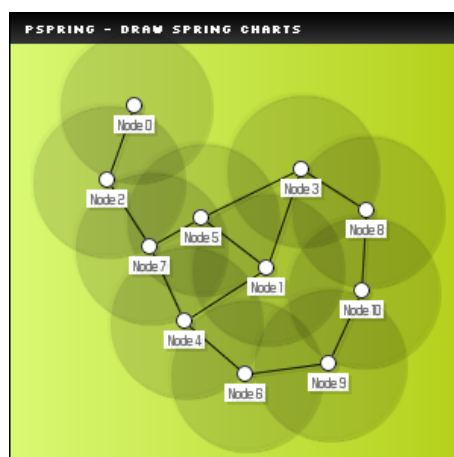 PSPRING - DRAW SPRING CHARTS
Node 0
Node 2
Node 3
Node 8
Node 5
Node 7
Node 1
Node 10
Node 4
Node 9
Node 6